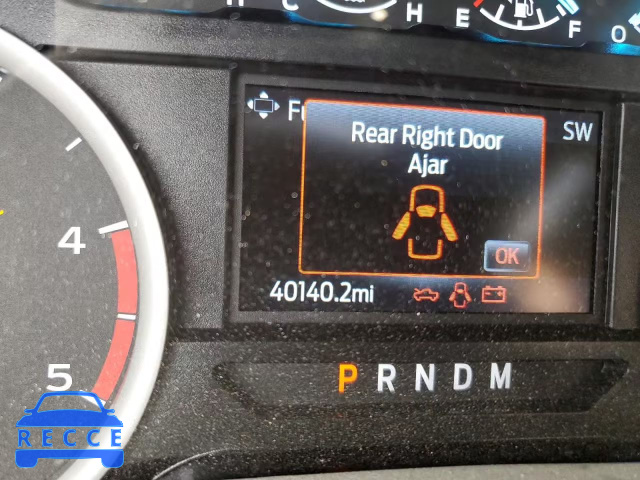 C H E F O
F
SW
Rear Right Door
Ajar
OK
40140.2mi
4
5
P R N D M
RECCE